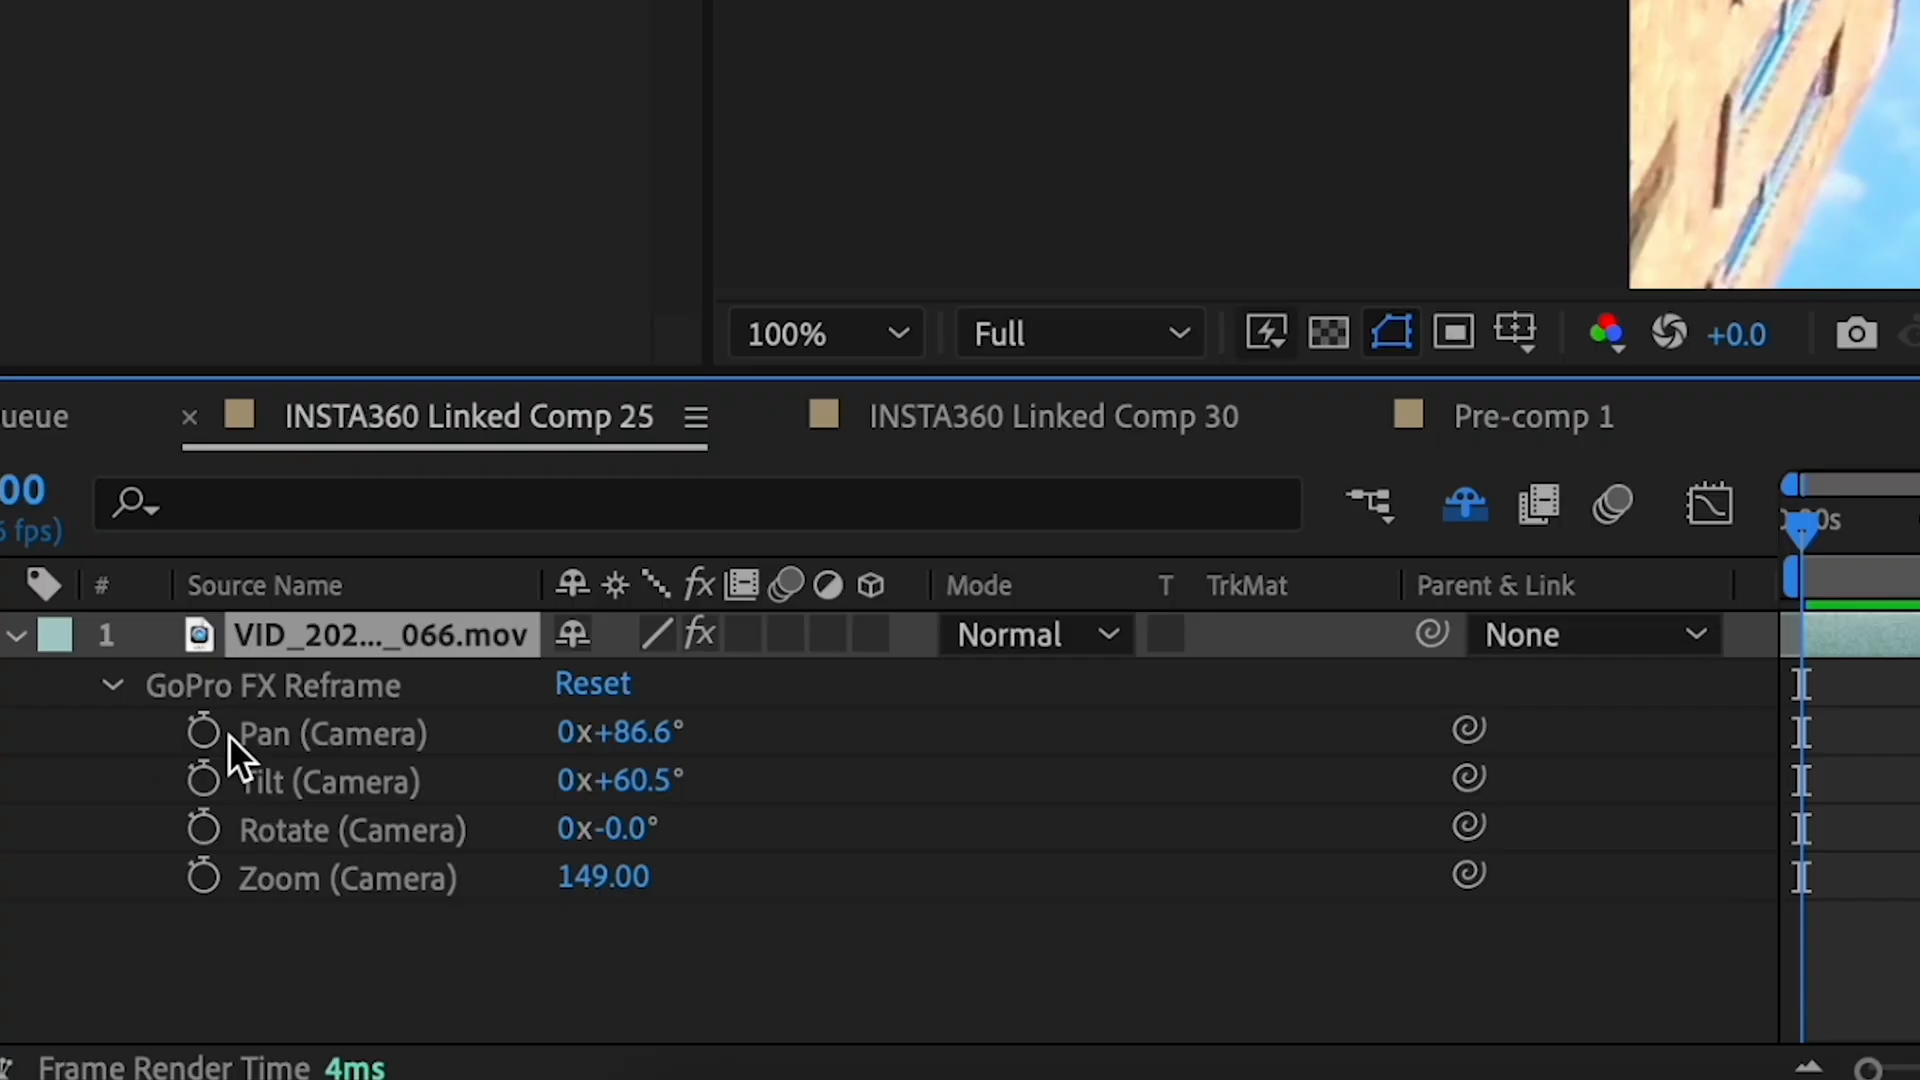 100%
Full
+0.0
ueue
INSTA360 Linked Comp 25
INSTA360 Linked Comp 30
Pre-comp 1
00
fps)
#
Source Name
fx
Mode
T
TrkMat
Parent & Link
1
VID_202..._066.mov
fx
Normal
None
GoPro FX Reframe
Reset
Pan (Camera)
0x+86.6°
Tilt (Camera)
0x+60.5°
Rotate (Camera)
0x-0.0°
Zoom (Camera)
149.00
Frame Render Time 4ms